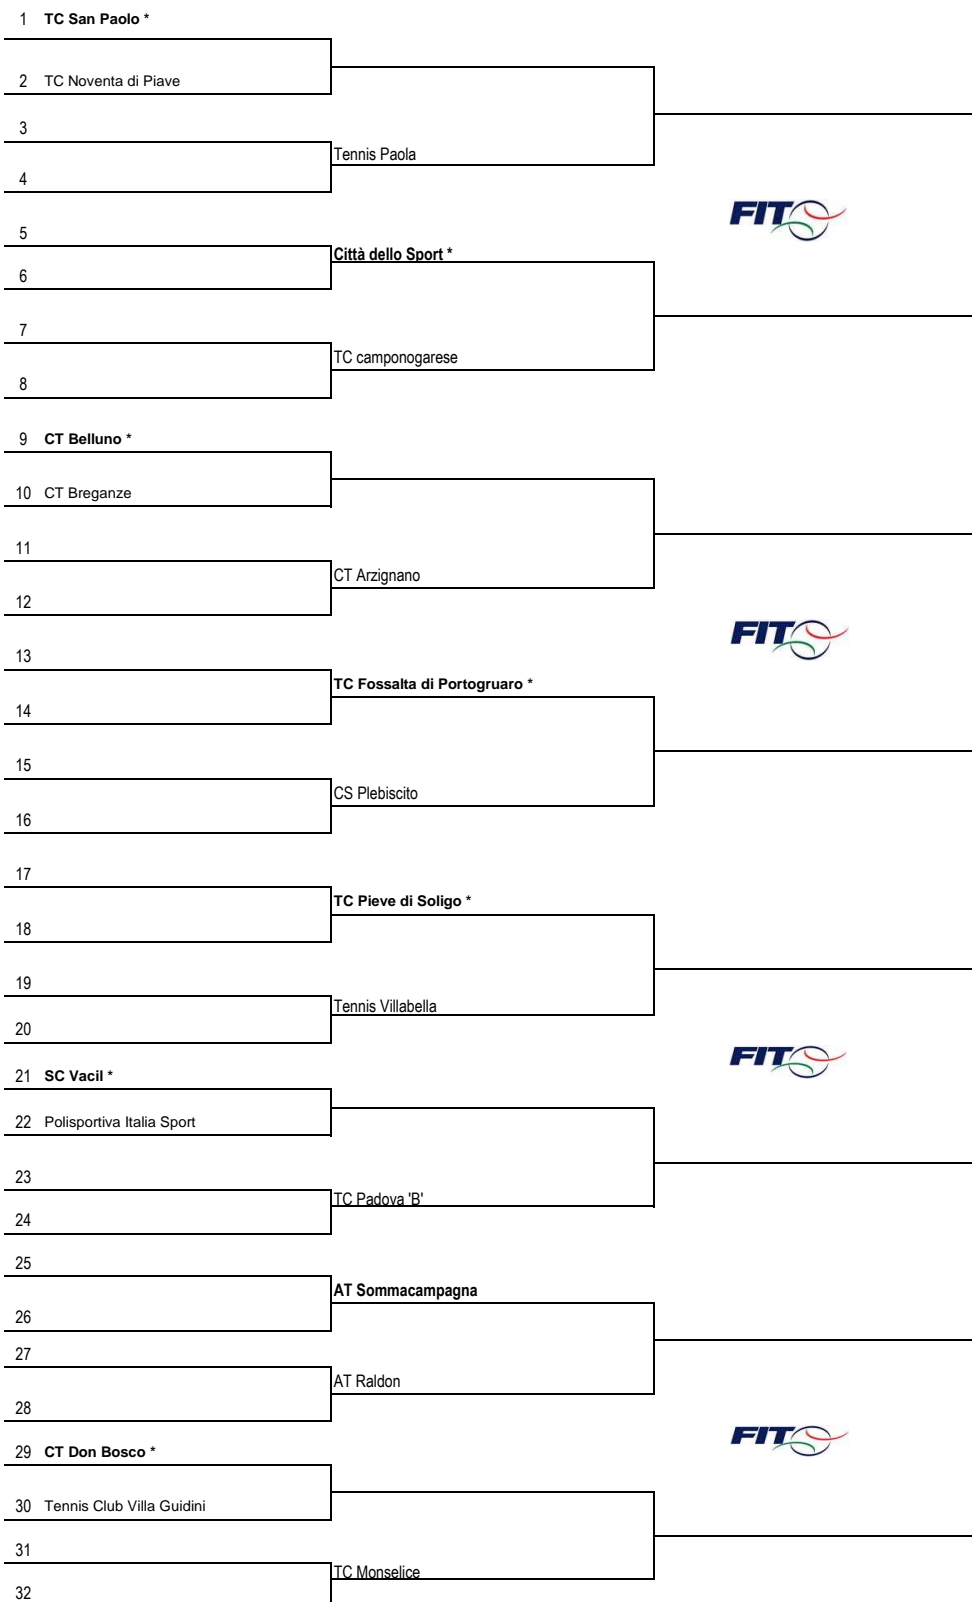 1 TC San Paolo *
2 TC Noventa di Piave
3
Tennis Paola
4
FIT
5
Città dello Sport *
6
7
TC camponogarese
8
9 CT Belluno *
10 CT Breganze
11
CT Arzignano
12
FIT
13
TC Fossalta di Portogruaro *
14
15
CS Plebiscito
16
17
TC Pieve di Soligo *
18
19
Tennis Villabella
20
FIT
21 SC Vacil *
22 Polisportiva Italia Sport
23
TC Padova 'B'
24
25
AT Sommacampagna
26
27
AT Raldon
28
FIT
29 CT Don Bosco *
30 Tennis Club Villa Guidini
31
TC Monselice
32